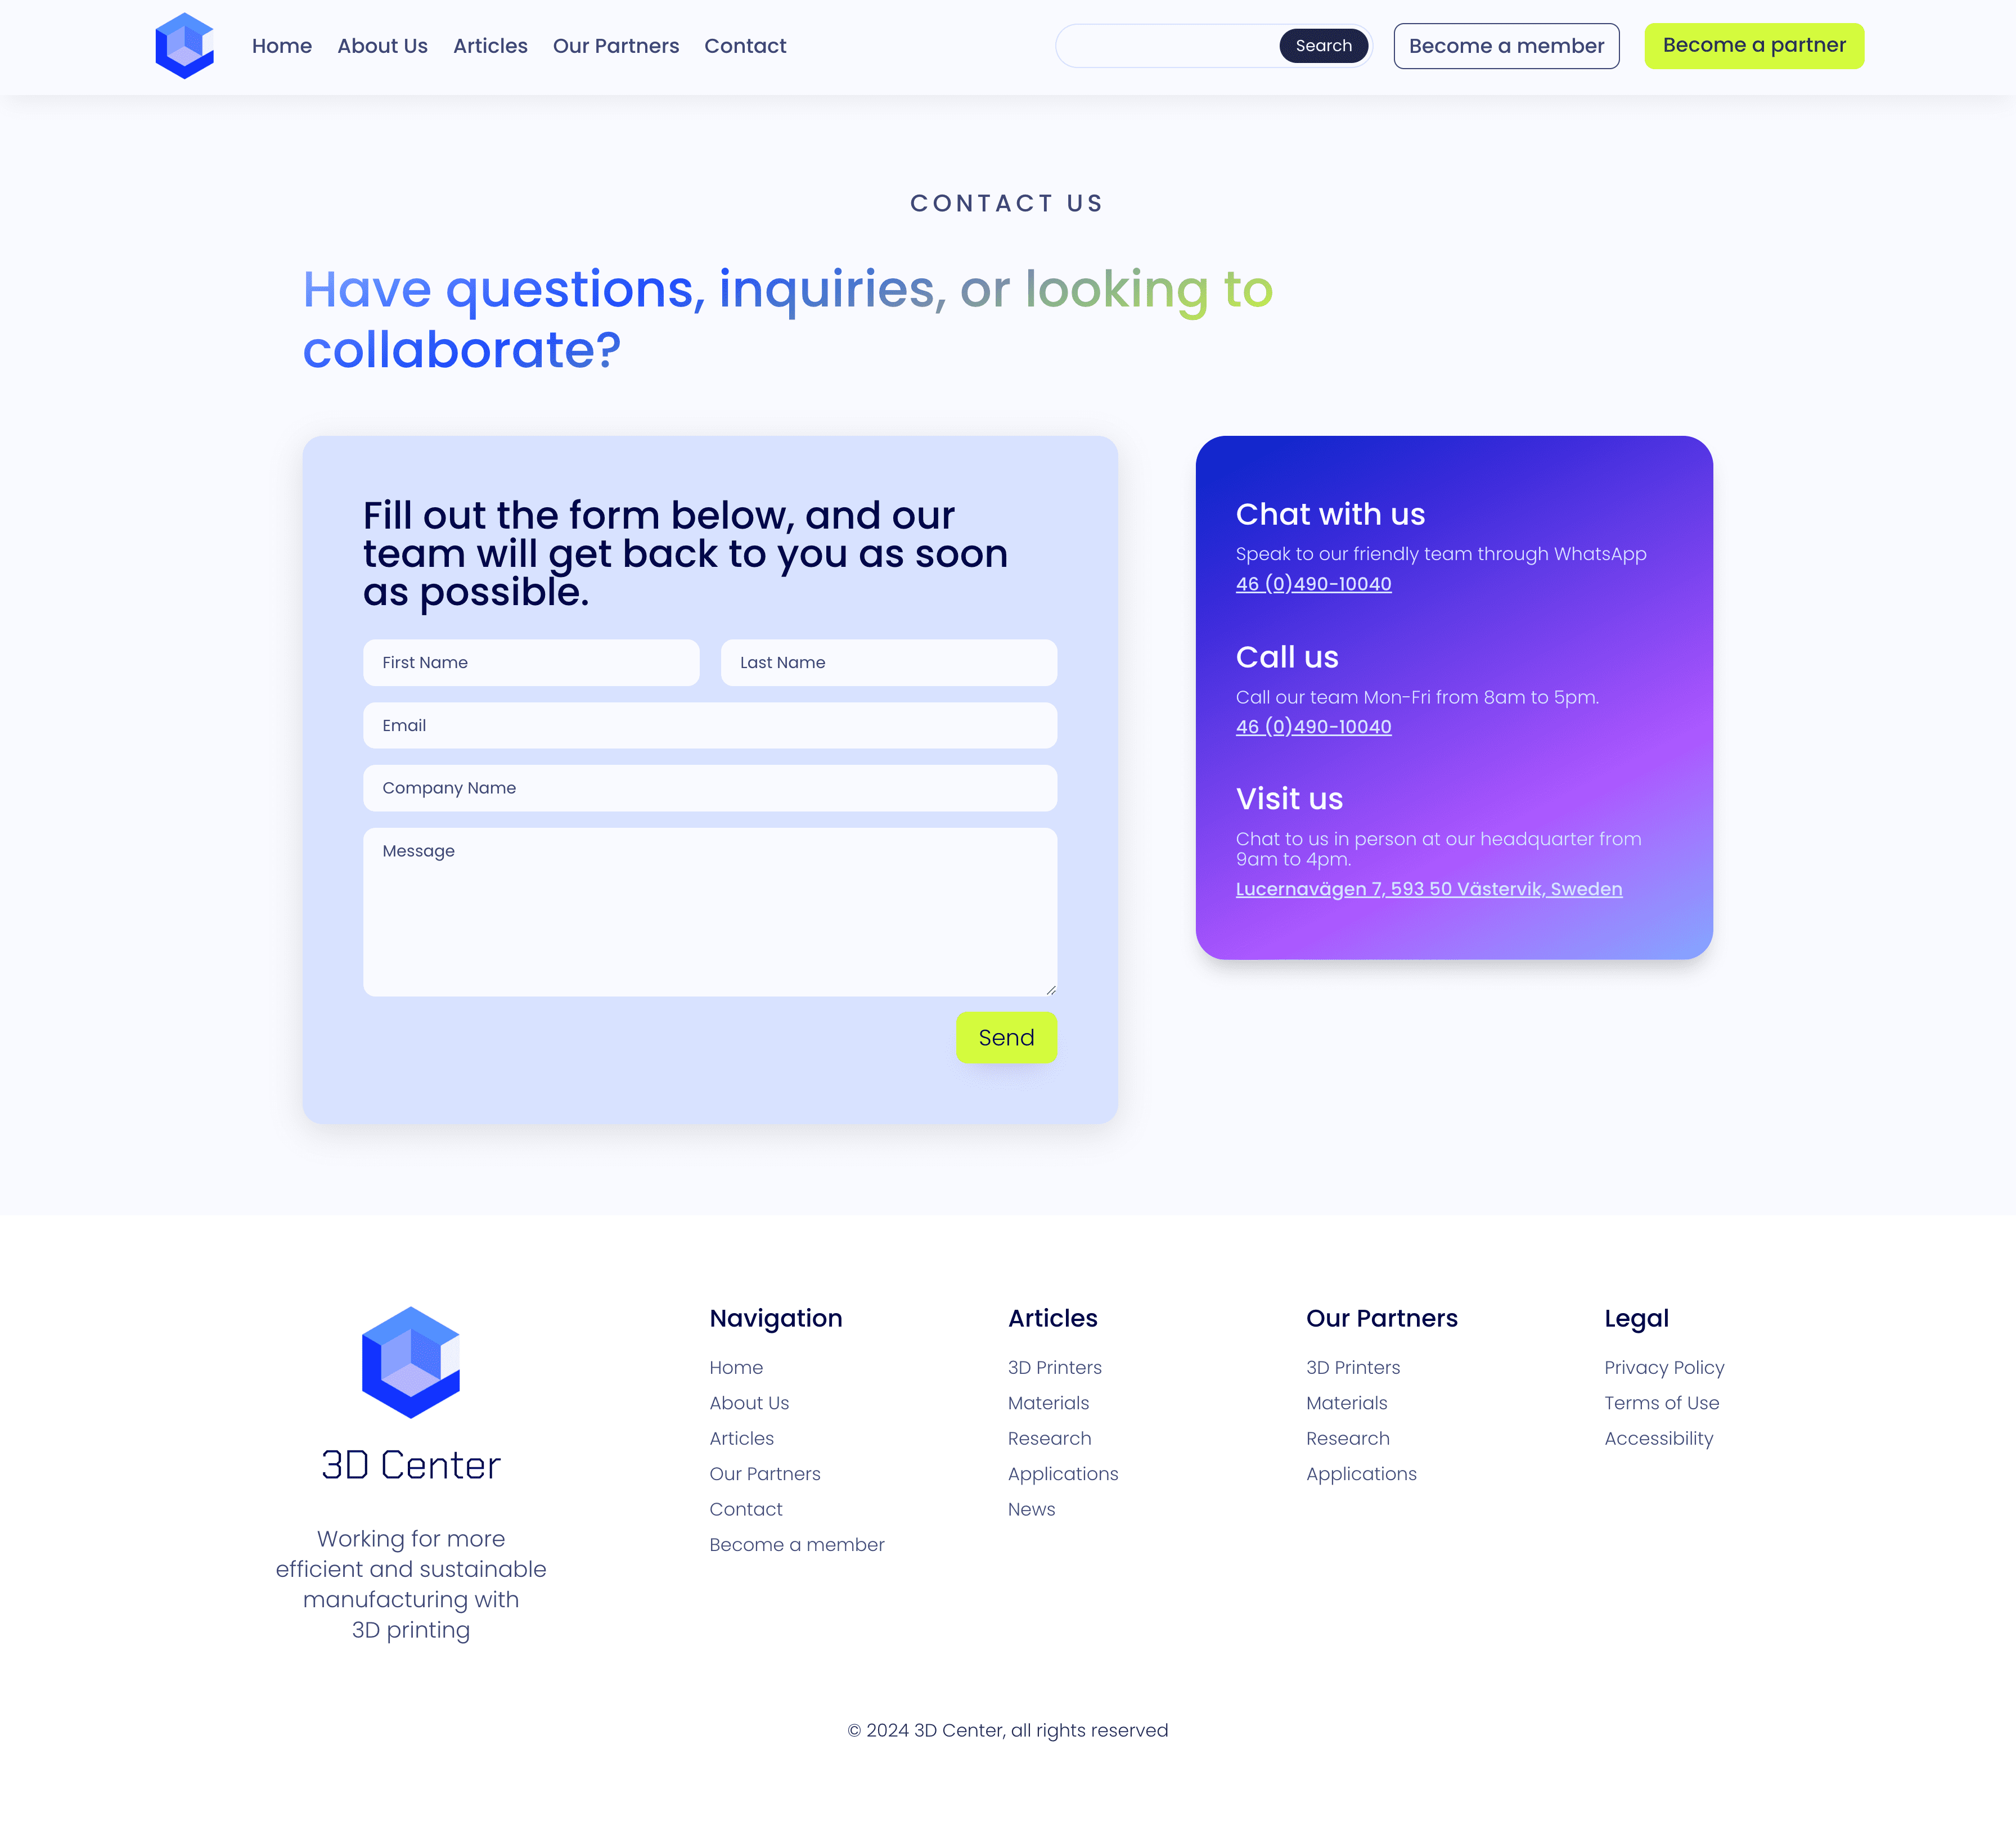 Home About Us Articles Our Partners Contact Search Become a member Become a partner
CONTACT US
Have questions, inquiries, or looking to
collaborate?
Fill out the form below, and our
team will get back to you as soon
as possible.
First Name Last Name
Email
Company Name
Message
Send
Chat with us
Speak to our friendly team through WhatsApp
46 (0)490-10040
Call us
Call our team Mon-Fri from 8am to 5pm.
46 (0)490-10040
Visit us
Chat to us in person at our headquarter from
9am to 4pm.
Lucernavägen 7, 593 50 Västervik, Sweden
3D Center
Working for more
efficient and sustainable
manufacturing with
3D printing
Navigation
Home
About Us
Articles
Our Partners
Contact
Become a member
Articles
3D Printers
Materials
Research
Applications
News
Our Partners
3D Printers
Materials
Research
Applications
Legal
Privacy Policy
Terms of Use
Accessibility
© 2024 3D Center, all rights reserved